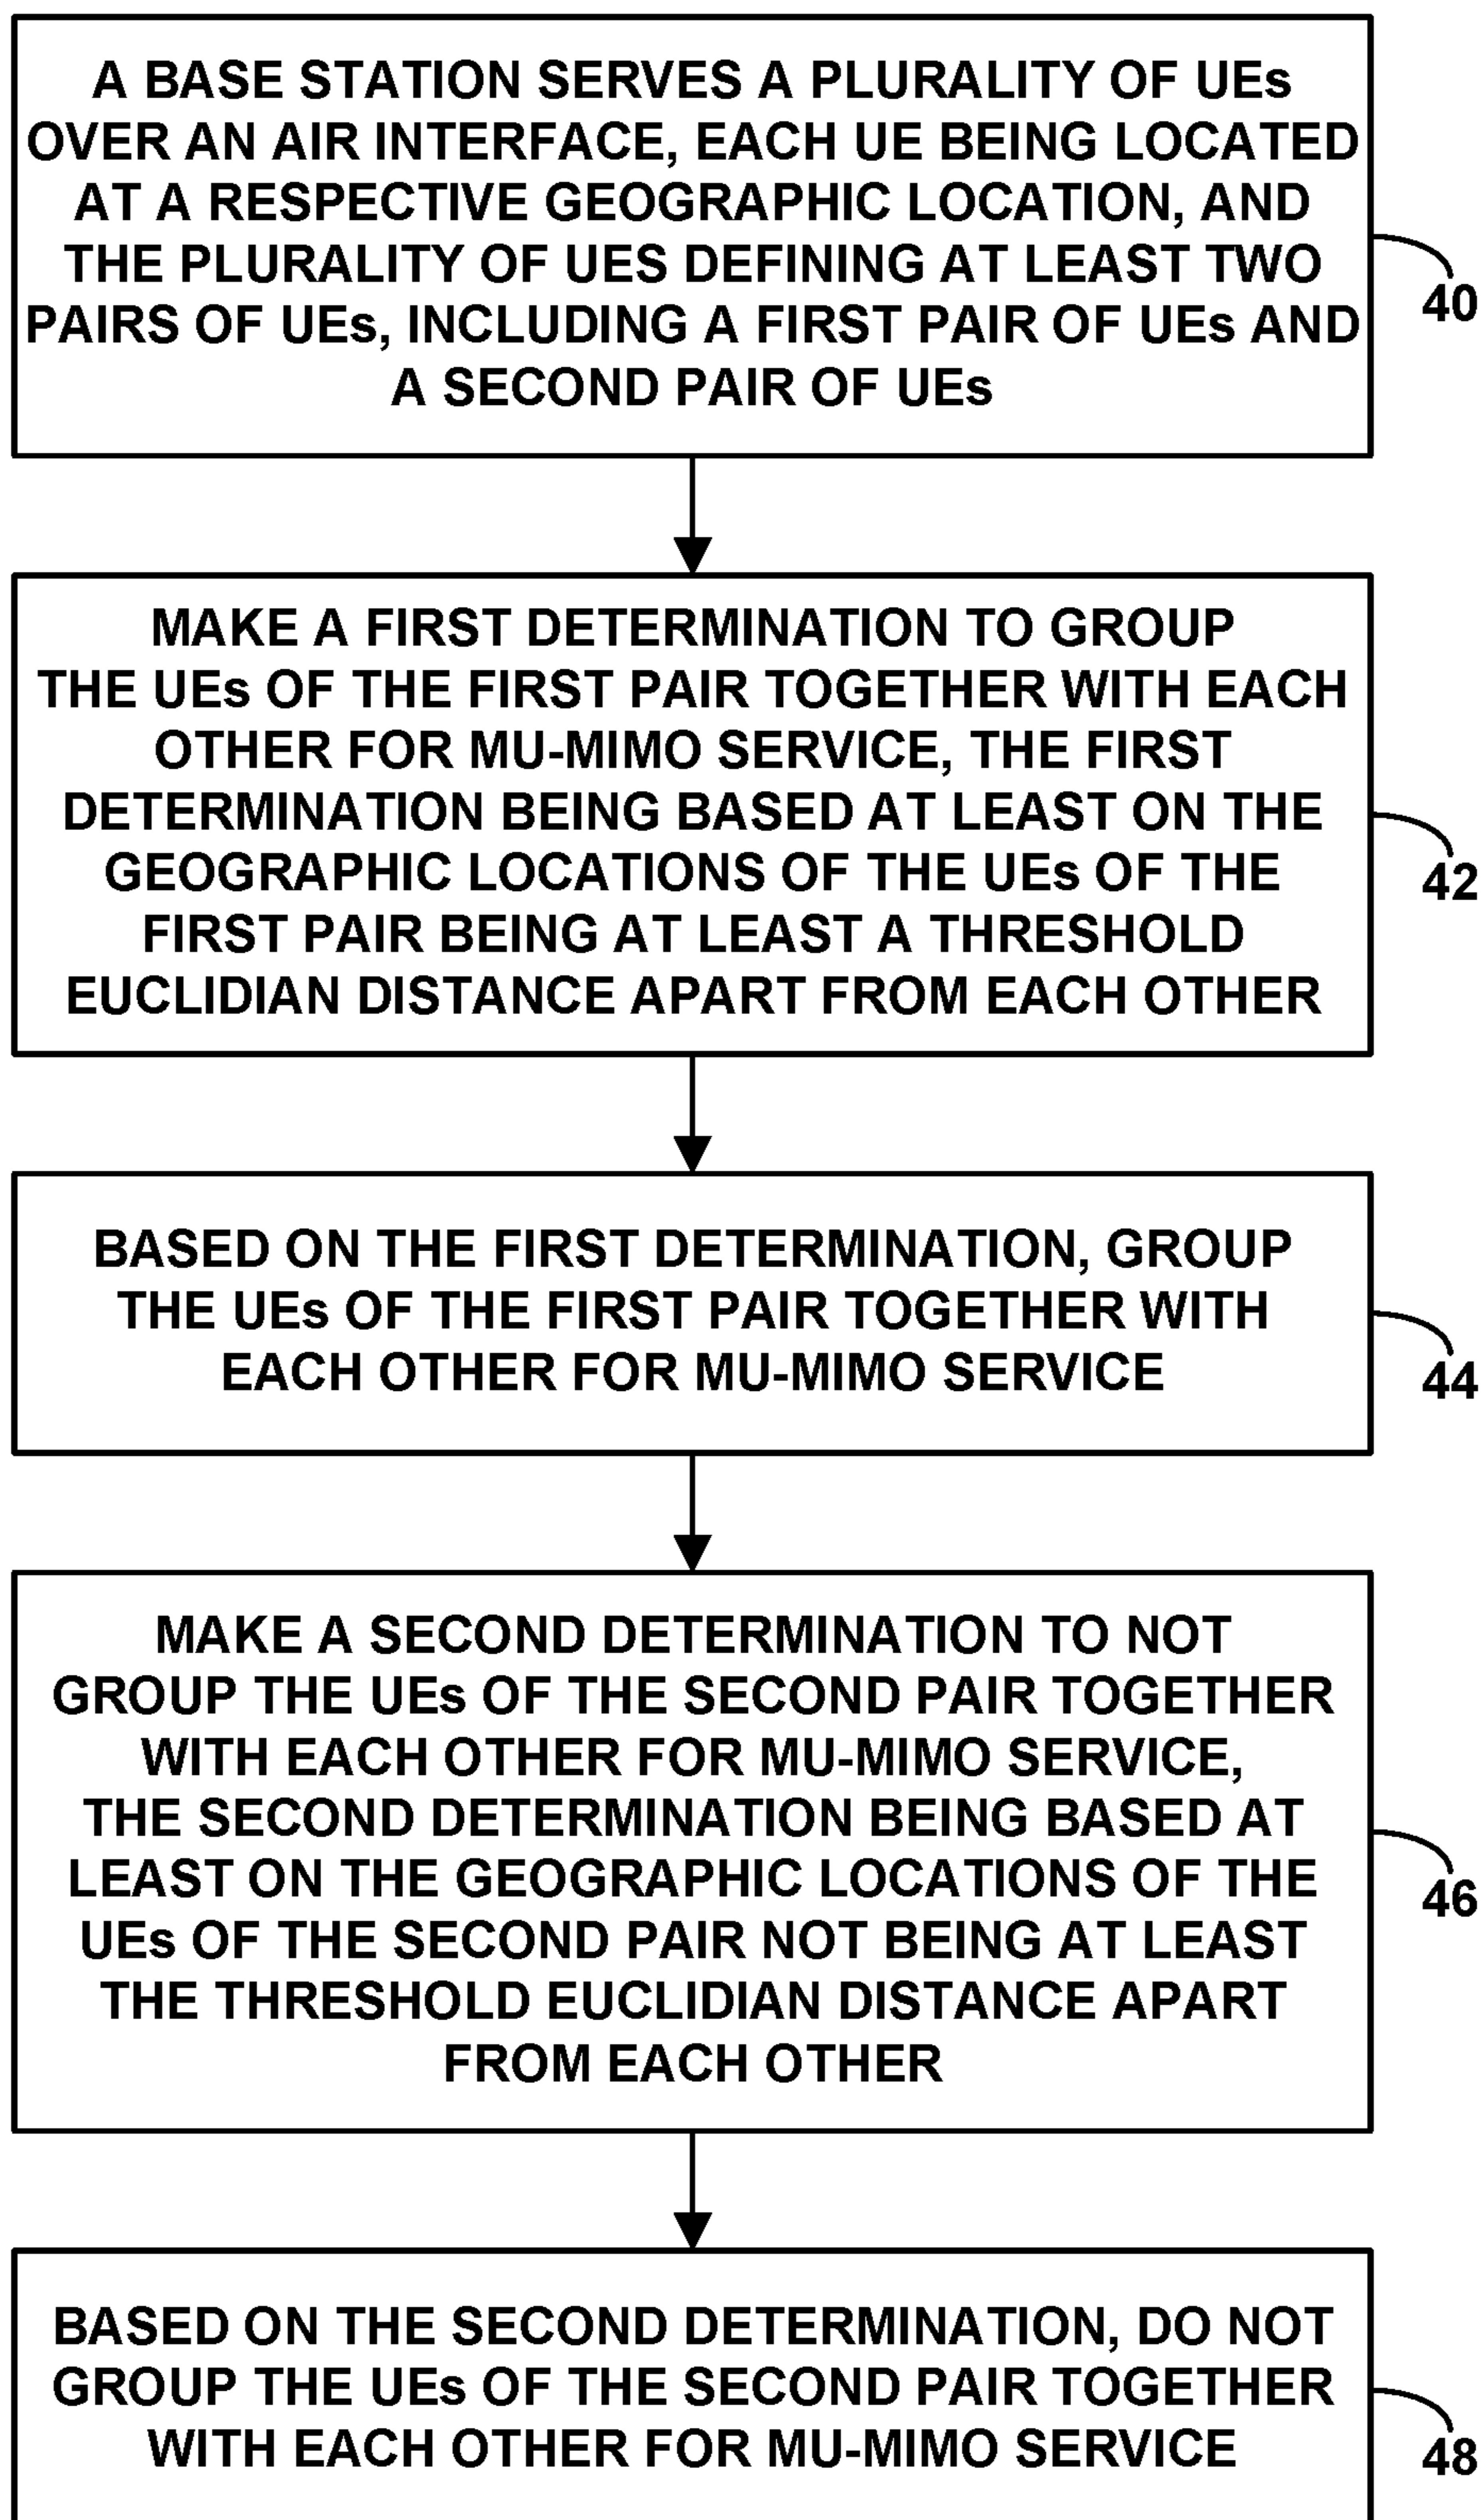 A BASE STATION SERVES A PLURALITY OF UEs
OVER AN AIR INTERFACE, EACH UE BEING LOCATED
AT A RESPECTIVE GEOGRAPHIC LOCATION, AND
THE PLURALITY OF UES DEFINING AT LEAST TWO
PAIRS OF UEs, INCLUDING A FIRST PAIR OF UEs AND
A SECOND PAIR OF UEs
40
MAKE A FIRST DETERMINATION TO GROUP
THE UEs OF THE FIRST PAIR TOGETHER WITH EACH
OTHER FOR MU-MIMO SERVICE, THE FIRST
DETERMINATION BEING BASED AT LEAST ON THE
GEOGRAPHIC LOCATIONS OF THE UEs OF THE
FIRST PAIR BEING AT LEAST A THRESHOLD
EUCLIDIAN DISTANCE APART FROM EACH OTHER
42
BASED ON THE FIRST DETERMINATION, GROUP
THE UEs OF THE FIRST PAIR TOGETHER WITH
EACH OTHER FOR MU-MIMO SERVICE
44
MAKE A SECOND DETERMINATION TO NOT
GROUP THE UEs OF THE SECOND PAIR TOGETHER
WITH EACH OTHER FOR MU-MIMO SERVICE,
THE SECOND DETERMINATION BEING BASED AT
LEAST ON THE GEOGRAPHIC LOCATIONS OF THE
UEs OF THE SECOND PAIR NOT BEING AT LEAST
THE THRESHOLD EUCLIDIAN DISTANCE APART
FROM EACH OTHER
46
BASED ON THE SECOND DETERMINATION, DO NOT
GROUP THE UEs OF THE SECOND PAIR TOGETHER
WITH EACH OTHER FOR MU-MIMO SERVICE
48